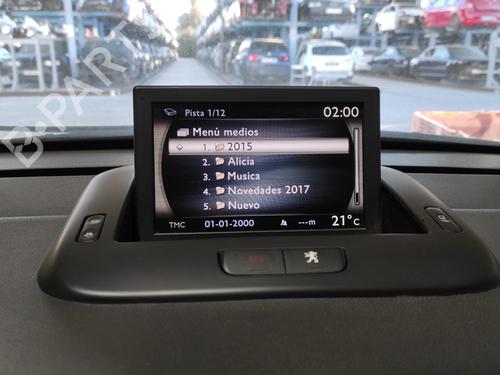 B-PARTS
Pista 1/12 02:00
Menú medios
1. 2015
2. Alicia
3. Musica
4. Novedades 2017
5. Nuevo
TMC 01-01-2000 ---m 21°C